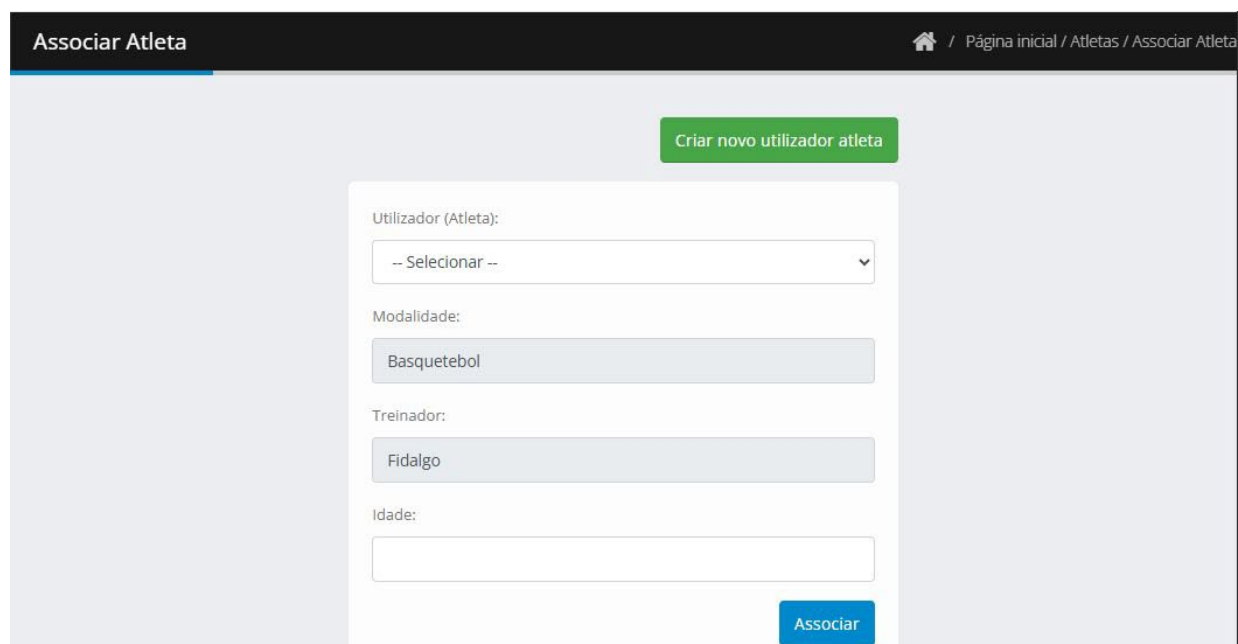 Associar Atleta
/ Página inicial / Atletas / Associar Atleta
Criar novo utilizador atleta
Utilizador (Atleta):
-- Selecionar --
Modalidade:
Basquetebol
Treinador:
Fidalgo
Idade:
Associar